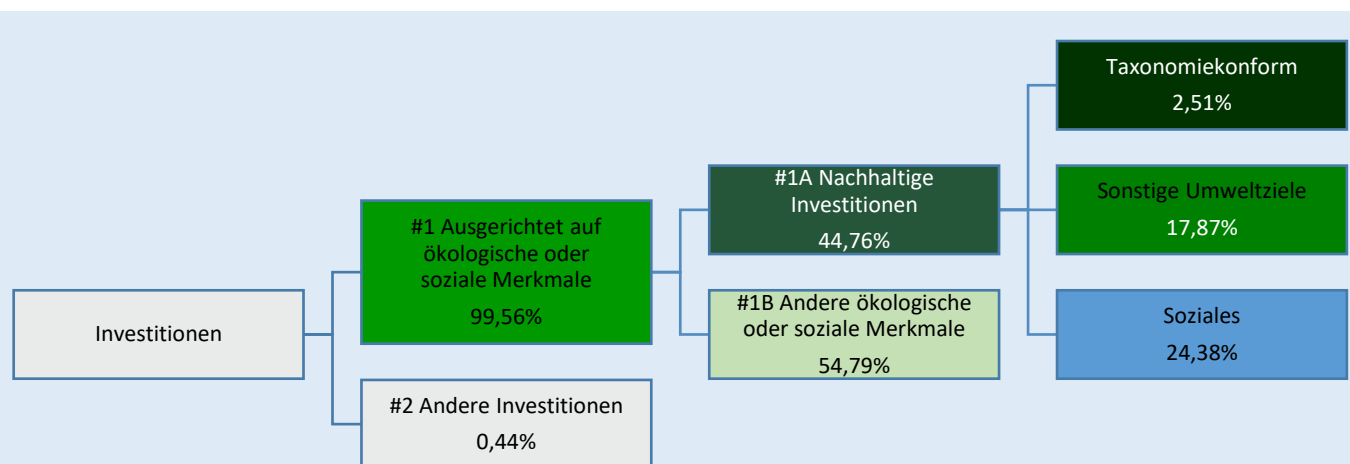 Investitionen
#1 Ausgerichtet auf
ökologische oder
soziale Merkmale
99,56%
#2 Andere Investitionen
0,44%
#1A Nachhaltige
Investitionen
44,76%
#1B Andere ökologische
oder soziale Merkmale
54,79%
Taxonomiekonform
2,51%
Sonstige Umweltziele
17,87%
Soziales
24,38%